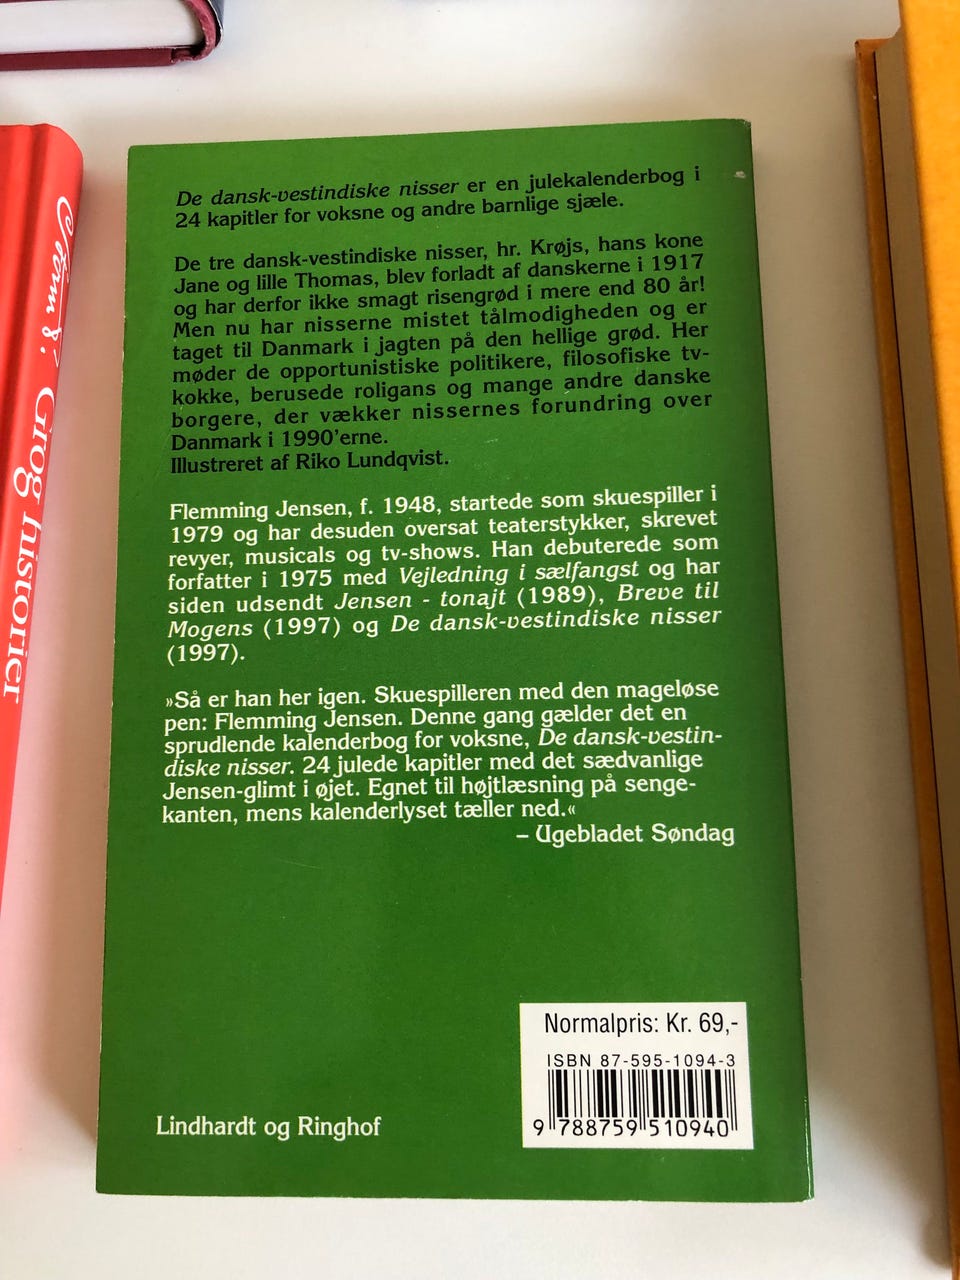 De dansk-vestindiske nisser er en julekalenderbog i
24 kapitler for voksne og andre barnlige sjæle.
De tre dansk-vestindiske nisser, hr. Krøjs, hans kone
Jane og lille Thomas, blev forladt af danskerne i 1917
og har derfor ikke smagt risengrød i mere end 80 år!
Men nu har nisserne mistet tålmodigheden og er
taget til Danmark i jagten på den hellige grød. Her
møder de opportunistiske politikere, filosofiske tv-
kokke, berusede roligans og mange andre danske
borgere, der vækker nissernes forundring over
Danmark i 1990'erne.
Illustreret af Riko Lundqvist.
Flemming Jensen, f. 1948, startede som skuespiller i
1979 og har desuden oversat teaterstykker, skrevet
revyer, musicals og tv-shows. Han debuterede som
forfatter i 1975 med Vejledning i sælfangst og har
siden udsendt Jensen - tonajt (1989), Breve til
Mogens (1997) og De dansk-vestindiske nisser
(1997).
»Så er han her igen. Skuespilleren med den mageløse
pen: Flemming Jensen. Denne gang gælder det en
sprudlende kalenderbog for voksne, De dansk-vestin-
diske nisser. 24 julede kapitler med det sædvanlige
Jensen-glimt i øjet. Egnet til højtlæsning på senge-
kanten, mens kalenderlyset tæller ned.«
– Ugebladet Søndag
Normalpris: Kr. 69,-
ISBN 87-595-1094-3
9 788759 510940
Lindhardt og Ringhof
Storm P. Grog historier